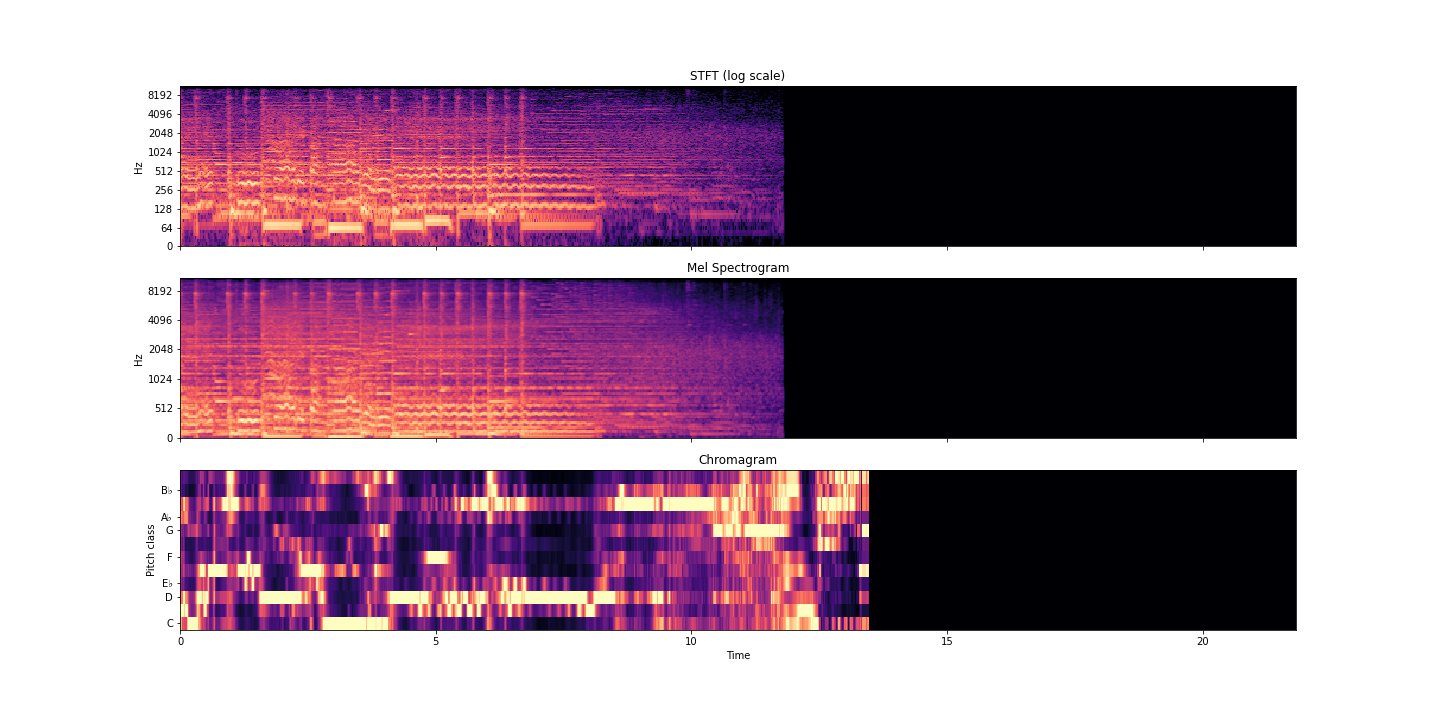 STFT (log scale)
8192
4096
2048
1024
512
256
128
64
0
Hz
Mel Spectrogram
8192
4096
2048
1024
512
0
Hz
Chromagram
B♭
A♭
G
F
E♭
D
C
Pitch class
0 5 10 15 20
Time